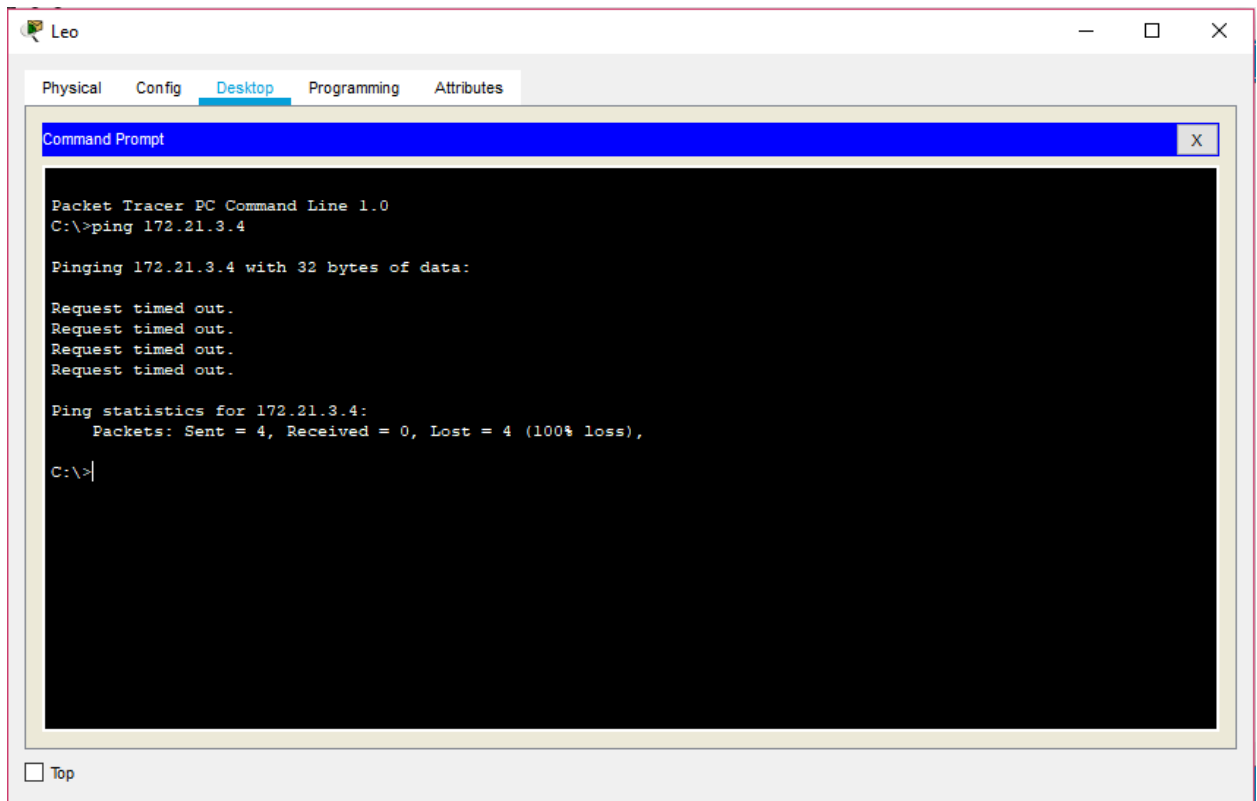 Leo
Physical Config Desktop Programming Attributes
Command Prompt
X
Packet Tracer PC Command Line 1.0
C:\>ping 172.21.3.4
Pinging 172.21.3.4 with 32 bytes of data:
Request timed out.
Request timed out.
Request timed out.
Request timed out.
Ping statistics for 172.21.3.4:
Packets: Sent = 4, Received = 0, Lost = 4 (100% loss),
C:\>
Top